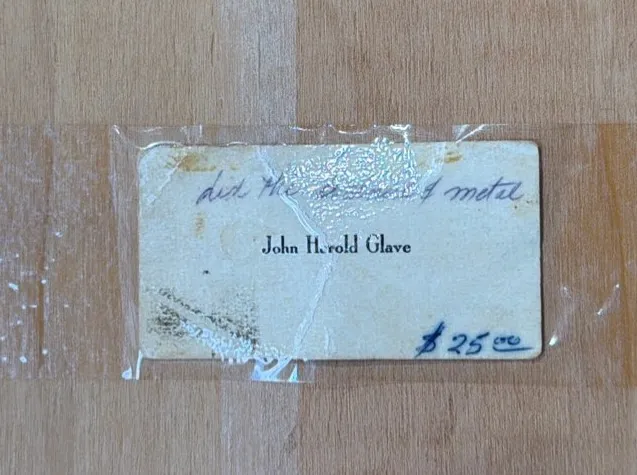 did the & metal
John Harold Glave
$ 25.00